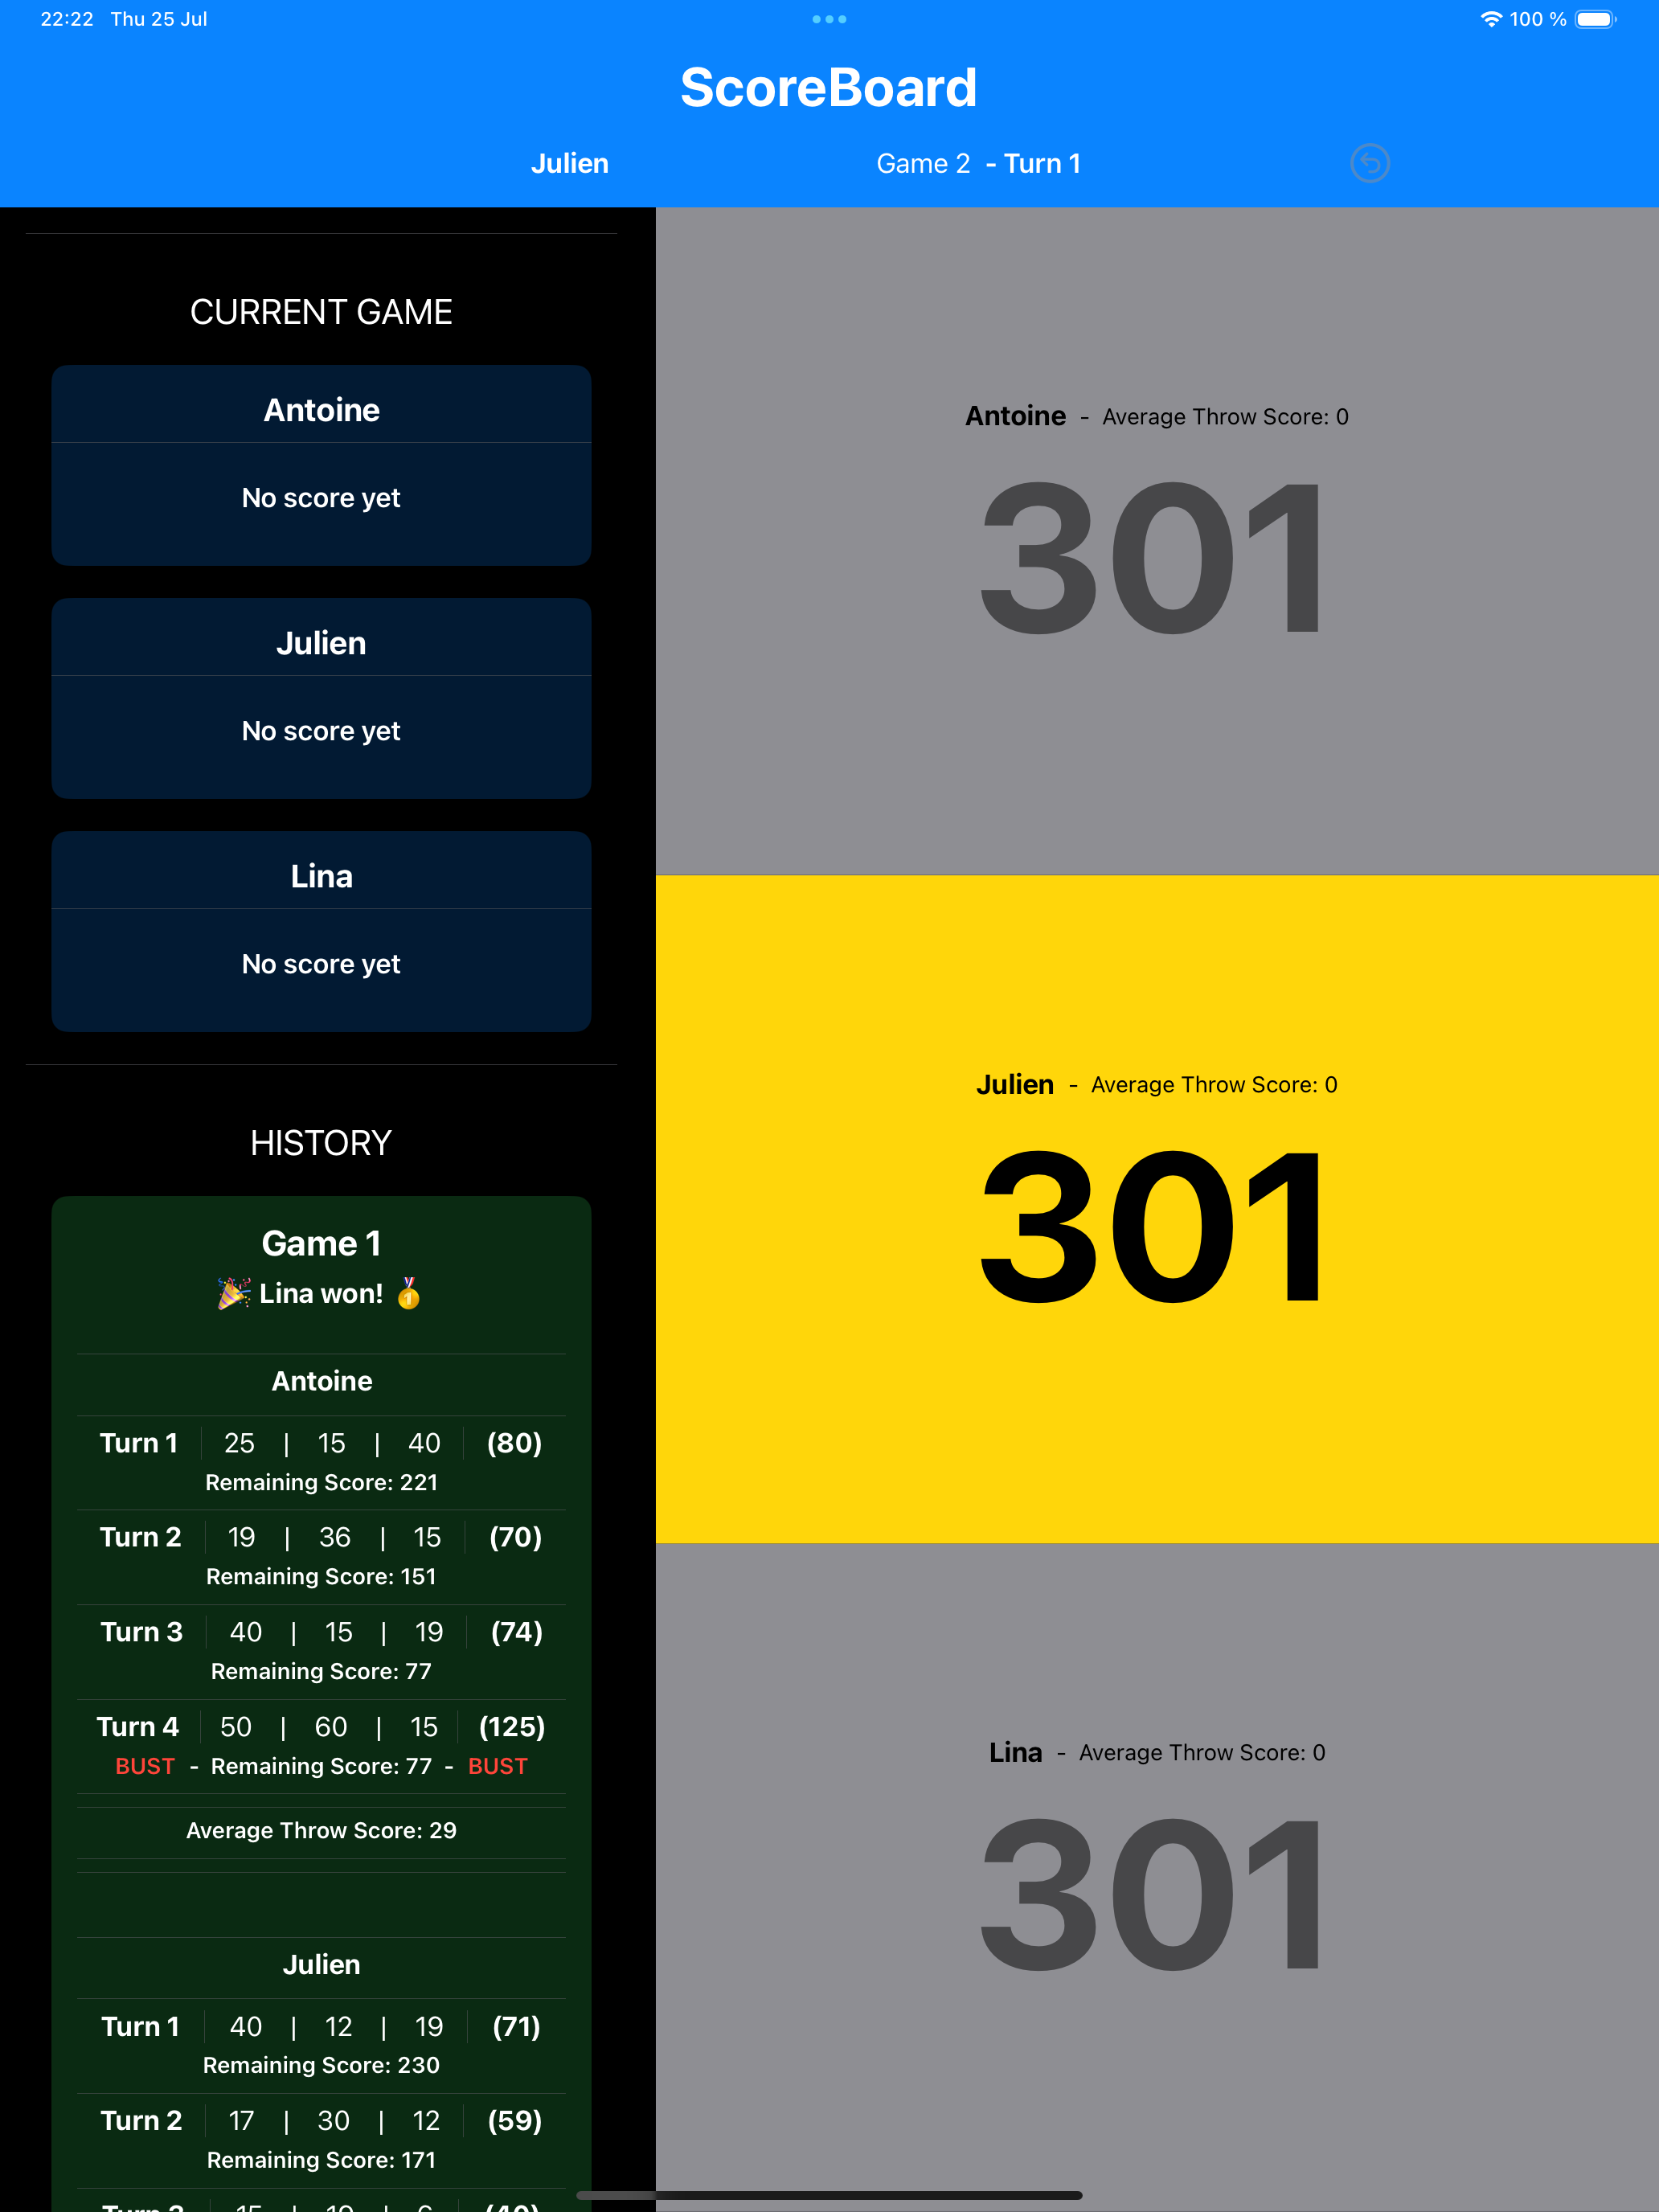 22:22 Thu 25 Jul
100 %
ScoreBoard
Julien
Game 2 - Turn 1
CURRENT GAME
Antoine
No score yet
Julien
No score yet
Lina
No score yet
HISTORY
Game 1
🎉 Lina won! 🥇
Antoine
Turn 1 25 | 15 | 40 (80)
Remaining Score: 221
Turn 2 19 | 36 | 15 (70)
Remaining Score: 151
Turn 3 40 | 15 | 19 (74)
Remaining Score: 77
Turn 4 50 | 60 | 15 (125)
BUST - Remaining Score: 77 - BUST
Average Throw Score: 29
Julien
Turn 1 40 | 12 | 19 (71)
Remaining Score: 230
Turn 2 17 | 30 | 12 (59)
Remaining Score: 171
Antoine - Average Throw Score: 0
301
Julien - Average Throw Score: 0
301
Lina - Average Throw Score: 0
301